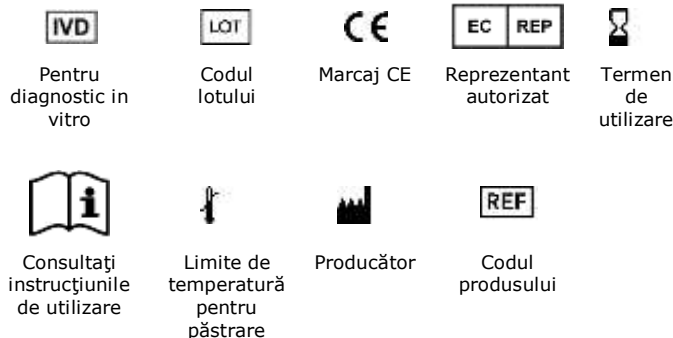 IVD LOT CE EC REP
Pentru Codul Marcaj CE Reprezentant Termen
diagnostic in lotului autorizat de
vitro utilizare
i REF
Consultaţi Limite de Producător Codul
instrucţiunile temperatură produsului
de utilizare pentru
păstrare